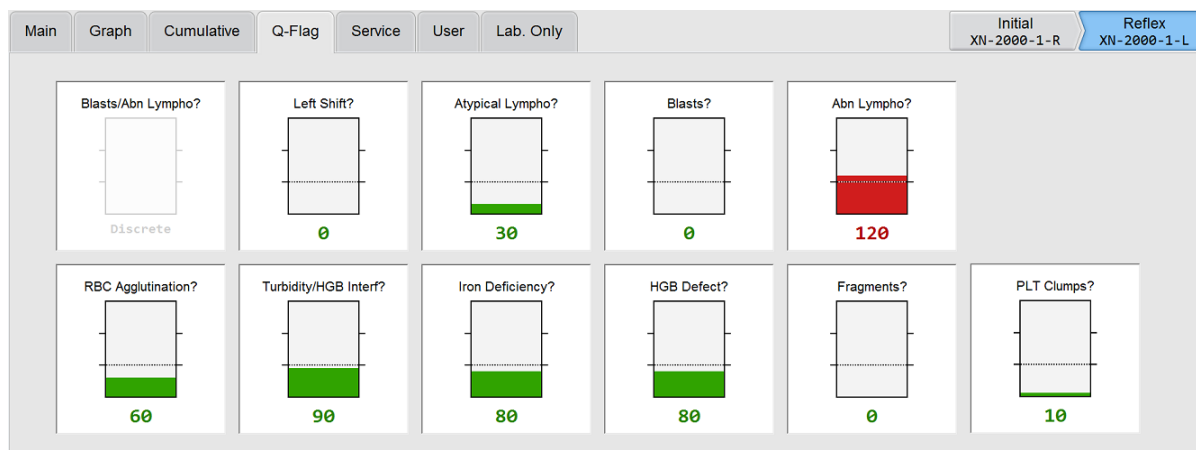 Main Graph Cumulative Q-Flag Service User Lab. Only Initial Reflex
XN-2000-1-R XN-2000-1-L
Blasts/Abn Lympho? Left Shift? Atypical Lympho? Blasts? Abn Lympho?
Discrete 0 30 0 120
RBC Agglutination? Turbidity/HGB Interf? Iron Deficiency? HGB Defect? Fragments? PLT Clumps?
60 90 80 80 0 10